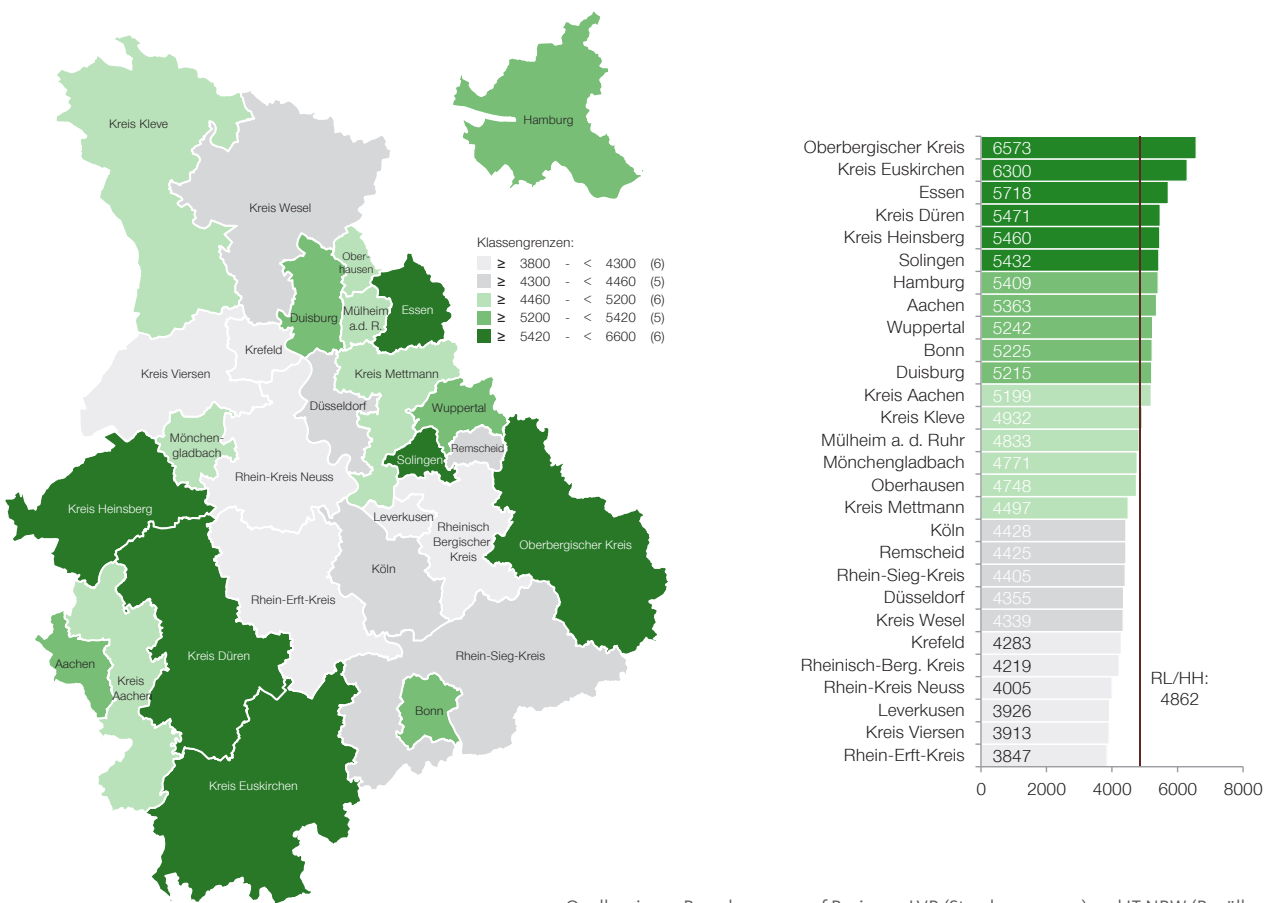 Kreis Kleve
Hamburg
Kreis Wesel
Klassengrenzen:
≥ 3800 - < 4300 (6)
≥ 4300 - < 4460 (5)
≥ 4460 - < 5200 (6)
≥ 5200 - < 5420 (5)
≥ 5420 - < 6600 (6)
Ober-
hausen
Duisburg
Mülheim
a.d. R.
Essen
Krefeld
Kreis Viersen
Kreis Mettmann
Düsseldorf
Wuppertal
Mönchen-
gladbach
Remscheid
Solingen
Rhein-Kreis Neuss
Kreis Heinsberg
Leverkusen
Rheinisch
Bergischer
Kreis
Oberbergischer Kreis
Köln
Rhein-Erft-Kreis
Aachen
Kreis Düren
Rhein-Sieg-Kreis
Kreis
Aachen
Bonn
Kreis Euskirchen
Oberbergischer Kreis 6573
Kreis Euskirchen 6300
Essen 5718
Kreis Düren 5471
Kreis Heinsberg 5460
Solingen 5432
Hamburg 5409
Aachen 5363
Wuppertal 5242
Bonn 5225
Duisburg 5215
Kreis Aachen 5199
Kreis Kleve 4932
Mülheim a. d. Ruhr 4833
Mönchengladbach 4771
Oberhausen 4748
Kreis Mettmann 4497
Köln 4428
Remscheid 4425
Rhein-Sieg-Kreis 4405
Düsseldorf 4355
Kreis Wesel 4339
Krefeld 4283
Rheinisch-Berg. Kreis 4219
Rhein-Kreis Neuss 4005
Leverkusen 3926
Kreis Viersen 3913
Rhein-Erft-Kreis 3847
RL/HH:
4862
0 2000 4000 6000 8000